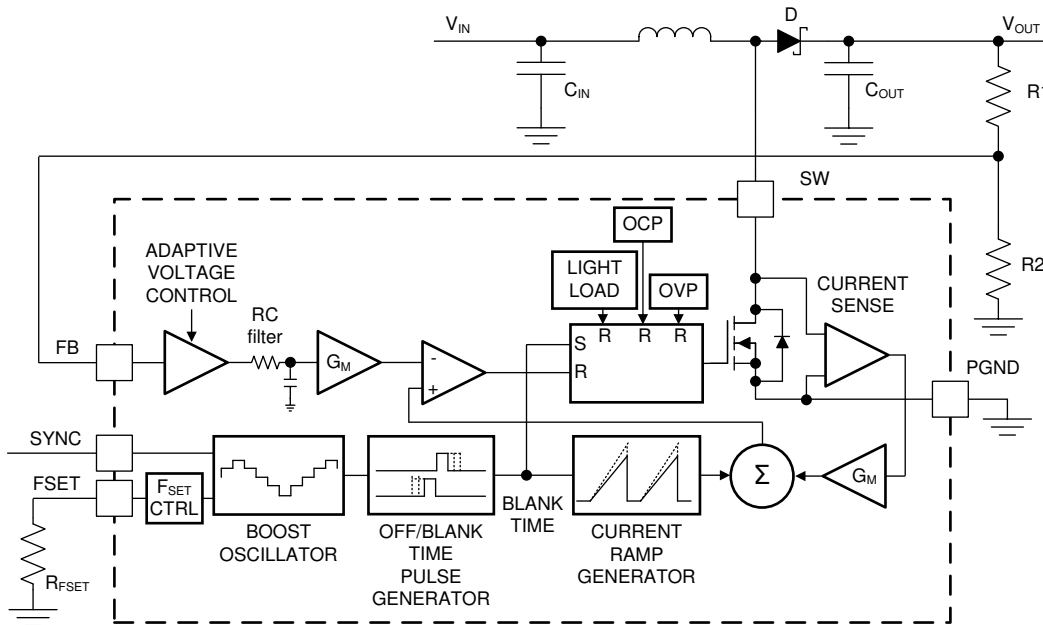 V_IN
D
V_OUT
C_IN
C_OUT
R1
SW
R2
ADAPTIVE
VOLTAGE
CONTROL
OCP
LIGHT
LOAD
OVP
CURRENT
SENSE
RC
filter
R R R
FB
G_M
-
+
S
R
PGND
SYNC
FSET
F_SET
CTRL
BLANK
TIME
Σ
G_M
BOOST
OSCILLATOR
OFF/BLANK
TIME
PULSE
GENERATOR
CURRENT
RAMP
GENERATOR
R_FSET